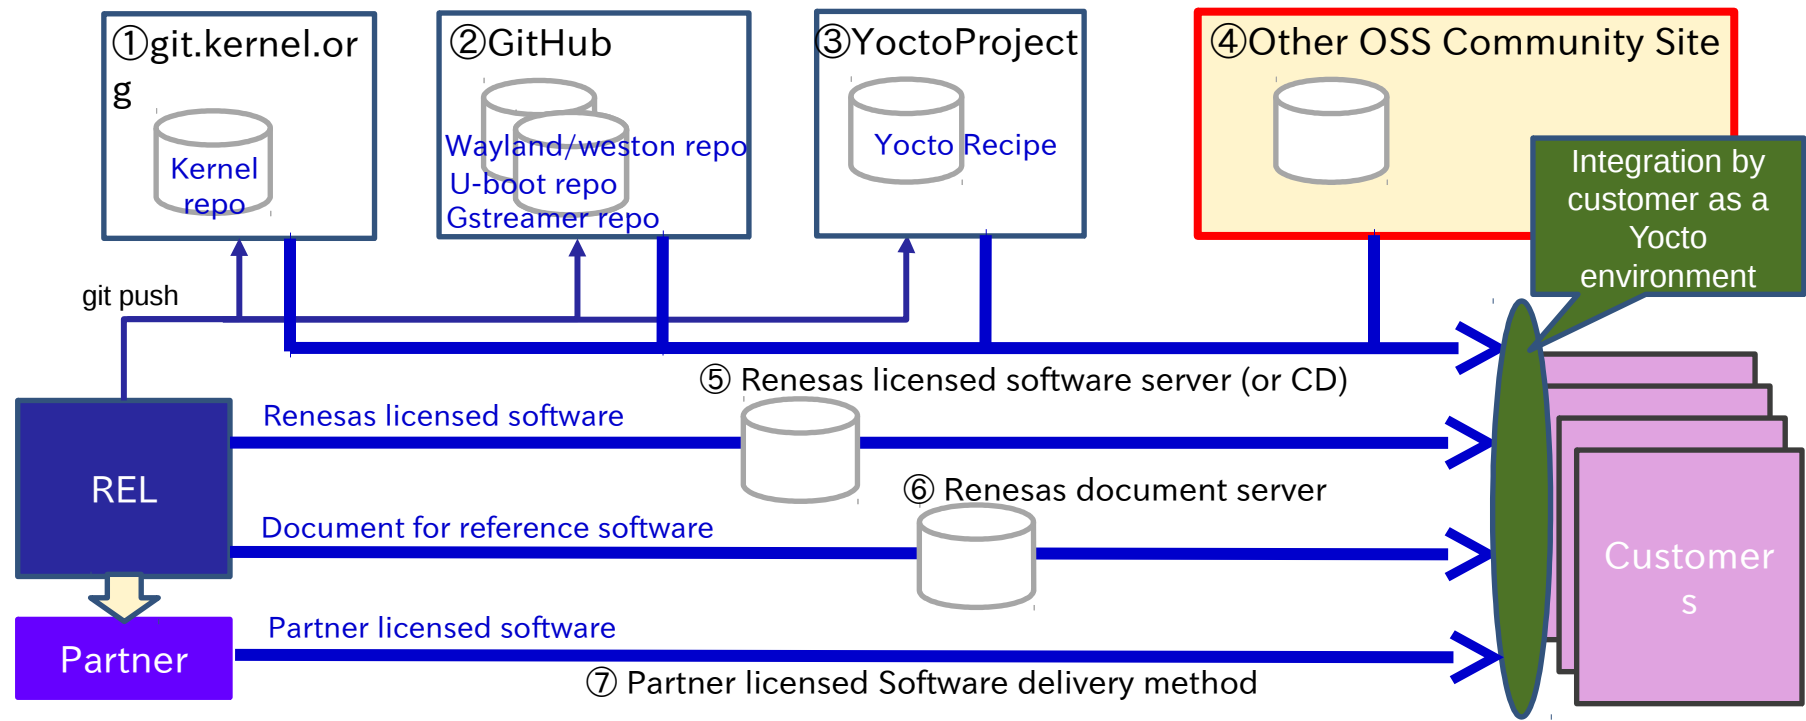 ①git.kernel.or
g
Kernel
repo
②GitHub
Wayland/weston repo
U-boot repo
Gstreamer repo
③YoctoProject
Yocto Recipe
④Other OSS Community Site
Integration by
customer as a
Yocto
environment
git push
⑤ Renesas licensed software server (or CD)
Renesas licensed software
REL
⑥ Renesas document server
Document for reference software
Customer
s
Partner licensed software
Partner
⑦ Partner licensed Software delivery method